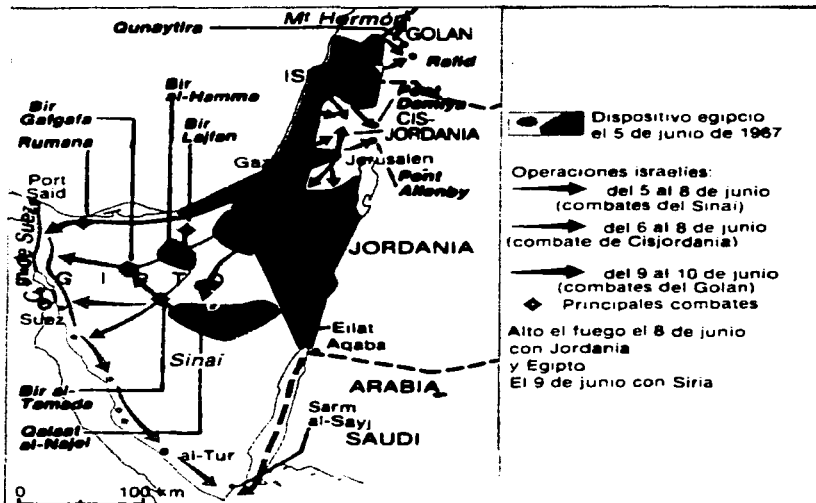 Mt Hermón
Qunaytira
GOLAN
Rafid
IS
Bir
al-Hamma
Pont
Damiya
CIS-
JORDANIA
Bir
Gafgafa
Bir
Lajfan
Rumana
Gaz
Jerusalen
Pont
Allenby
Port
Said
Suez
JORDANIA
G I T
Suez
Sinai
Eilat
Aqaba
Bir al-
Tamada
ARABIA
Qalaat
al-Najel
Sarm
al-Sayj
SAUDI
al-Tur
0 100 km
Dispositivo egipcio
el 5 de junio de 1967
Operaciones israelíes:
del 5 al 8 de junio
(combates del Sinai)
del 6 al 8 de junio
(combate de Cisjordania)
del 9 al 10 de junio
(combates del Golan)
Principales combates
Alto el fuego el 8 de junio
con Jordania
y Egipto
El 9 de junio con Siria